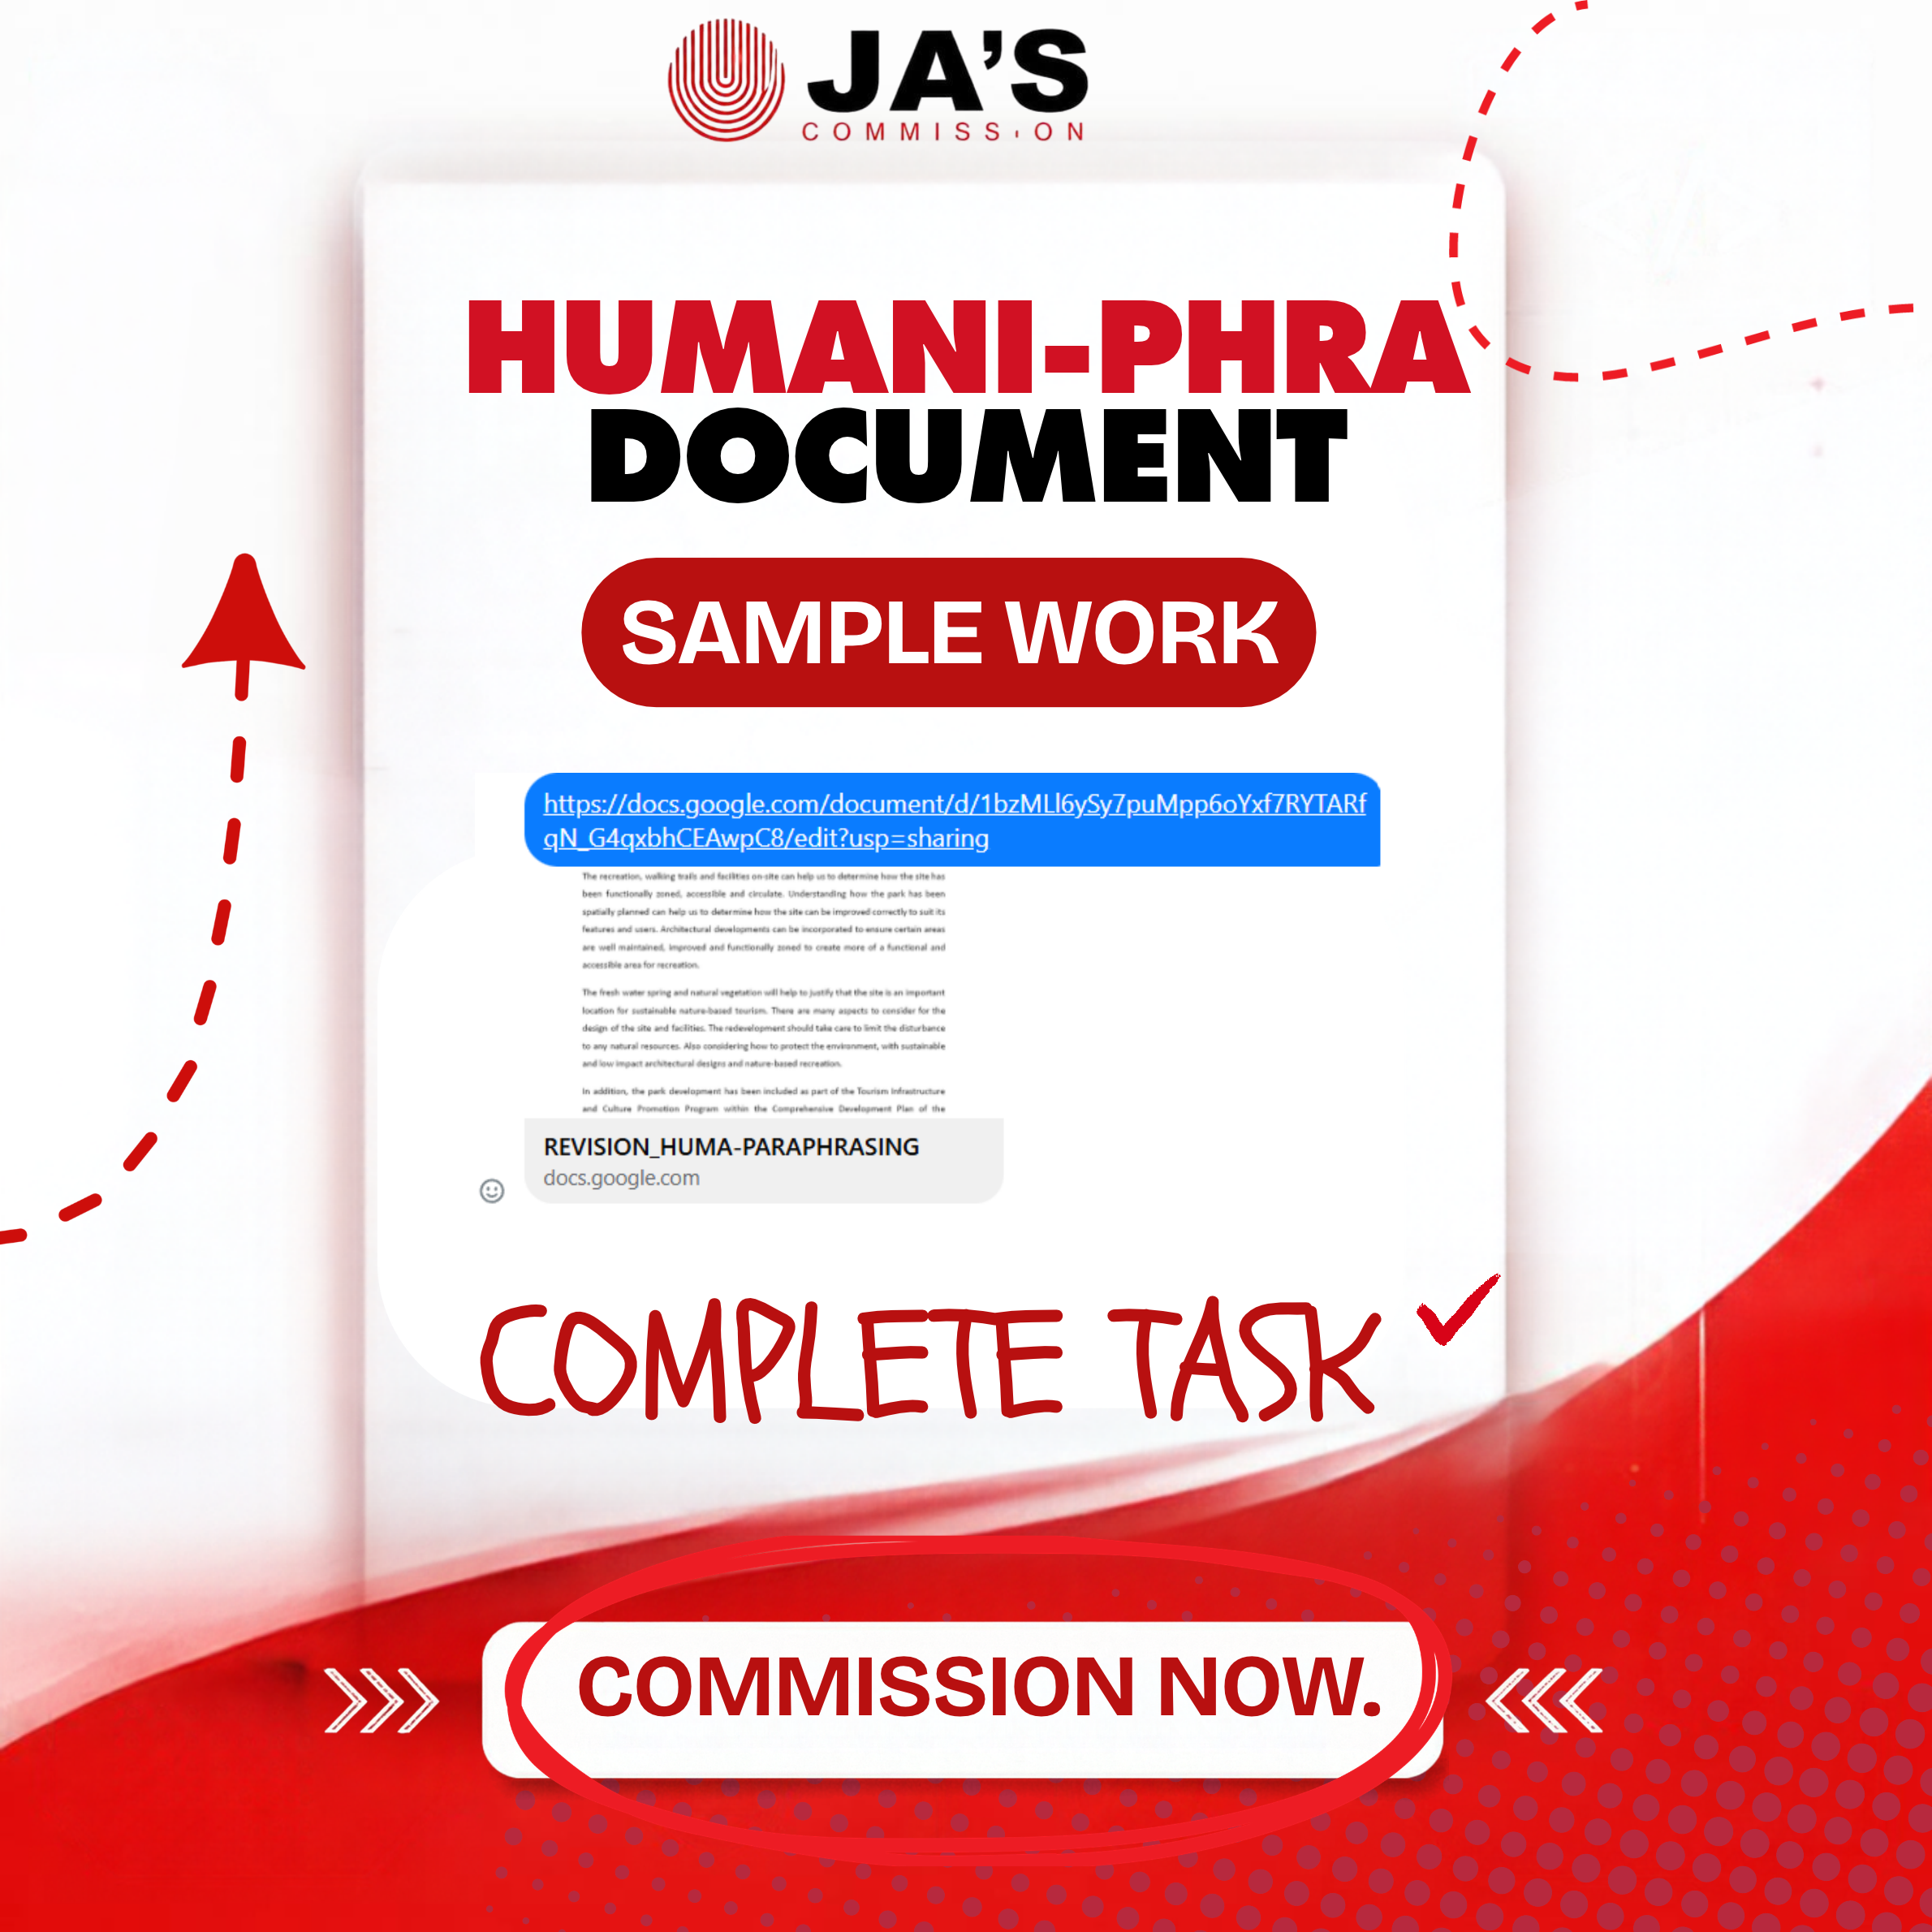 JA'S
COMMISSION
HUMANI-PHRA
DOCUMENT
SAMPLE WORK
https://docs.google.com/document/d/1bzMLl6ySy7puMpp6oYxf7RYTARf
qN_G4qxbhCEAwpC8/edit?usp=sharing
The recreation, walking trails and facilities on-site can help us to determine how the site has
been functionally zoned, accessible and circulate. Understanding how the park has been
spatially planned can help us to determine how the site can be improved correctly to suit its
features and users. Architectural developments can be incorporated to ensure certain areas
are well maintained, improved and functionally zoned to create more of a functional and
accessible area for recreation.
The fresh water spring and natural vegetation will help to justify that the site is an important
location for sustainable nature-based tourism. There are many aspects to consider for the
design of the site and facilities. The redevelopment should take care to limit the disturbance
to any natural resources. Also considering how to protect the environment, with sustainable
and low impact architectural designs and nature-based recreation.
In addition, the park development has been included as part of the Tourism Infrastructure
and Culture Promotion Program within the Comprehensive Development Plan of the
REVISION_HUMA-PARAPHRASING
docs.google.com
COMPLETE TASK
COMMISSION NOW.